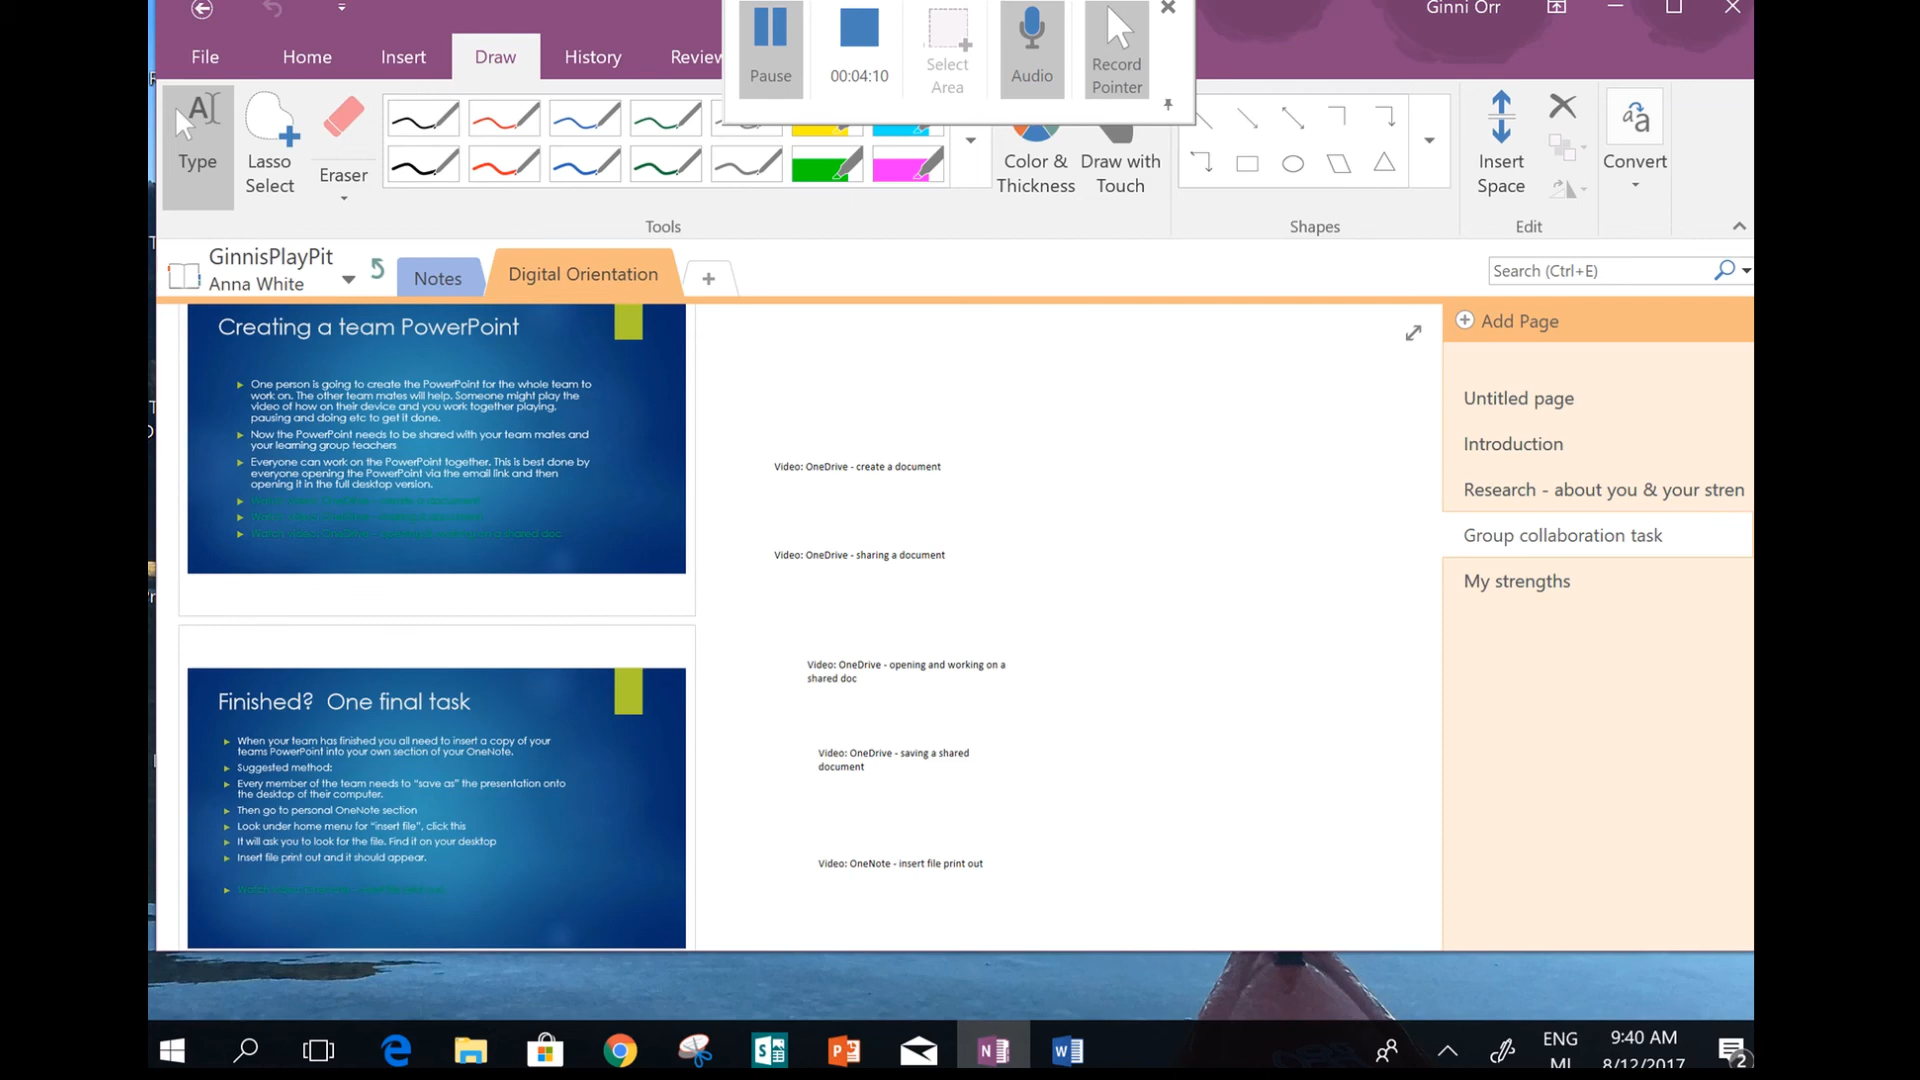 Ginni Orr
Pause
00:04:10
Select
Area
Audio
Record
Pointer
File
Home
Insert
Draw
History
Review
Type
Lasso
Select
Eraser
Color &
Thickness
Draw with
Touch
Insert
Space
Convert
Tools
Shapes
Edit
GinnisPlayPit
Anna White
Notes
Digital Orientation
Search (Ctrl+E)
Creating a team PowerPoint
One person is going to create the PowerPoint for the whole team to
work on. The other team mates will help. Someone might play the
video of how on their device and you work together playing,
pausing and doing etc to get it done.
Now the PowerPoint needs to be shared with your team mates and
your learning group teachers
Everyone can work on the PowerPoint together. This is best done by
everyone opening the PowerPoint via the email link and then
opening it in the full desktop version.
Watch video: OneDrive - opening & working on a shared doc
Finished? One final task
When your team has finished you all need to insert a copy of your
teams PowerPoint into your own section of your OneNote.
Suggested method:
Every member of the team needs to “save as” the presentation onto
the desktop of their computer.
Then go to personal OneNote section
Look under home menu for “insert file”, click this
It will ask you to look for the file. Find it on your desktop
Insert file print out and it should appear.
Video: OneDrive - create a document
Video: OneDrive - sharing a document
Video: OneDrive - opening and working on a
shared doc
Video: OneDrive - saving a shared
document
Video: OneNote - insert file print out
Add Page
Untitled page
Introduction
Research - about you & your stren
Group collaboration task
My strengths
ENG
MI
9:40 AM
8/12/2017
2